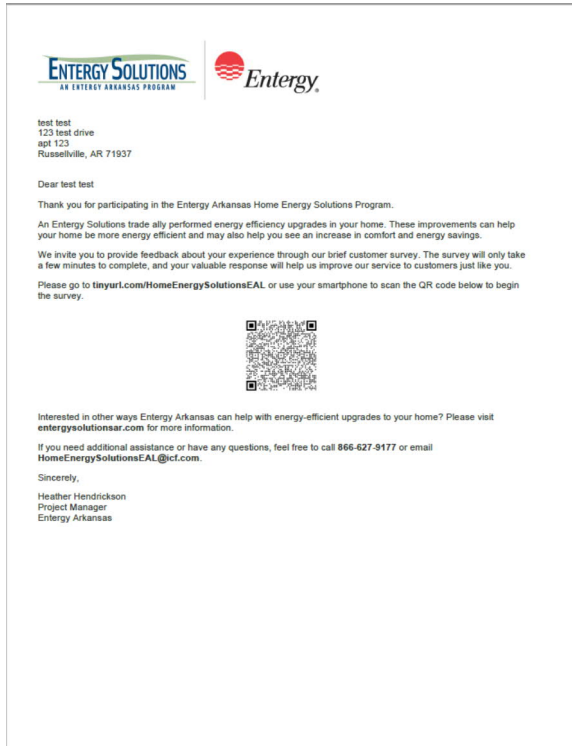 ENTERGY SOLUTIONS
AN ENTERGY ARKANSAS PROGRAM
Entergy®
test test
123 test drive
apt 123
Russellville, AR 71937
Dear test test
Thank you for participating in the Entergy Arkansas Home Energy Solutions Program.
An Entergy Solutions trade ally performed energy efficiency upgrades in your home. These improvements can help
your home be more energy efficient and may also help you see an increase in comfort and energy savings.
We invite you to provide feedback about your experience through our brief customer survey. The survey will only take
a few minutes to complete, and your valuable response will help us improve our service to customers just like you.
Please go to tinyurl.com/HomeEnergySolutionsEAL or use your smartphone to scan the QR code below to begin
the survey.
Interested in other ways Entergy Arkansas can help with energy-efficient upgrades to your home? Please visit
entergysolutionsar.com for more information.
If you need additional assistance or have any questions, feel free to call 866-627-9177 or email
HomeEnergySolutionsEAL@icf.com.
Sincerely,
Heather Hendrickson
Project Manager
Entergy Arkansas